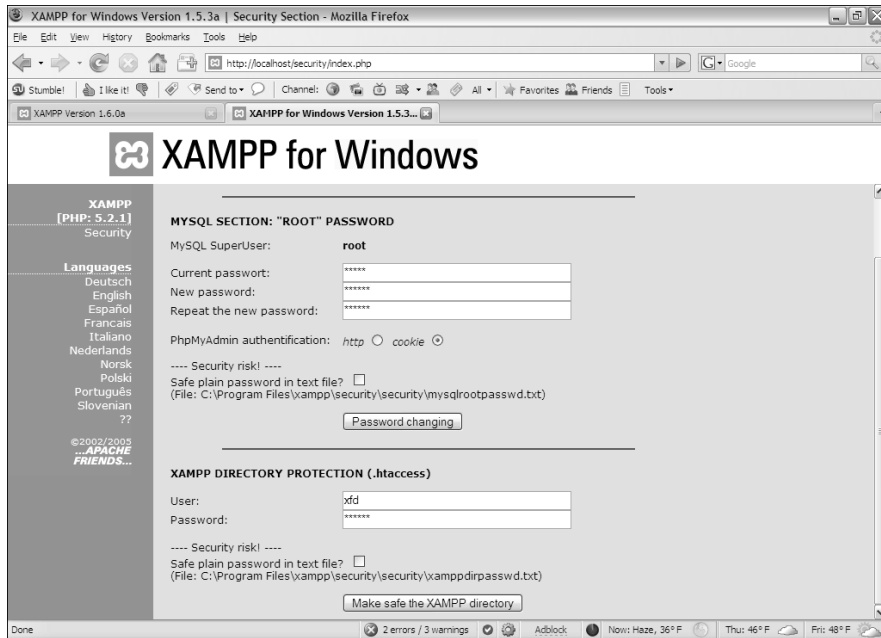 XAMPP for Windows Version 1.5.3a | Security Section - Mozilla Firefox
File Edit View History Bookmarks Tools Help
http://localhost/security/index.php
Google
Stumble! I like it! Send to Channel: All Favorites Friends Tools
XAMPP Version 1.6.0a XAMPP for Windows Version 1.5.3...
XAMPP for Windows
XAMPP
[PHP: 5.2.1]
Security
Languages
Deutsch
English
Español
Francais
Italiano
Nederlands
Norsk
Polski
Português
Slovenian
??
©2002/2005
...APACHE
FRIENDS...
MYSQL SECTION: "ROOT" PASSWORD
MySQL SuperUser: root
Current passwort: *****
New password: ******
Repeat the new password: ******
PhpMyAdmin authentification: http cookie
---- Security risk! ----
Safe plain password in text file?
(File: C:\Program Files\xampp\security\security\mysqlrootpasswd.txt)
Password changing
XAMPP DIRECTORY PROTECTION (.htaccess)
User: xfd
Password: ******
---- Security risk! ----
Safe plain password in text file?
(File: C:\Program Files\xampp\security\security\xamppdirpasswd.txt)
Make safe the XAMPP directory
Done 2 errors / 3 warnings Adblock Now: Haze, 36° F Thu: 46° F Fri: 48° F